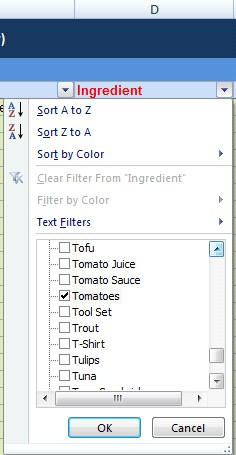 D
)
Ingredient
Sort A to Z
Sort Z to A
Sort by Color
Clear Filter From "Ingredient"
Filter by Color
Text Filters
Tofu
Tomato Juice
Tomato Sauce
Tomatoes
Tool Set
Trout
T-Shirt
Tulips
Tuna
OK
Cancel